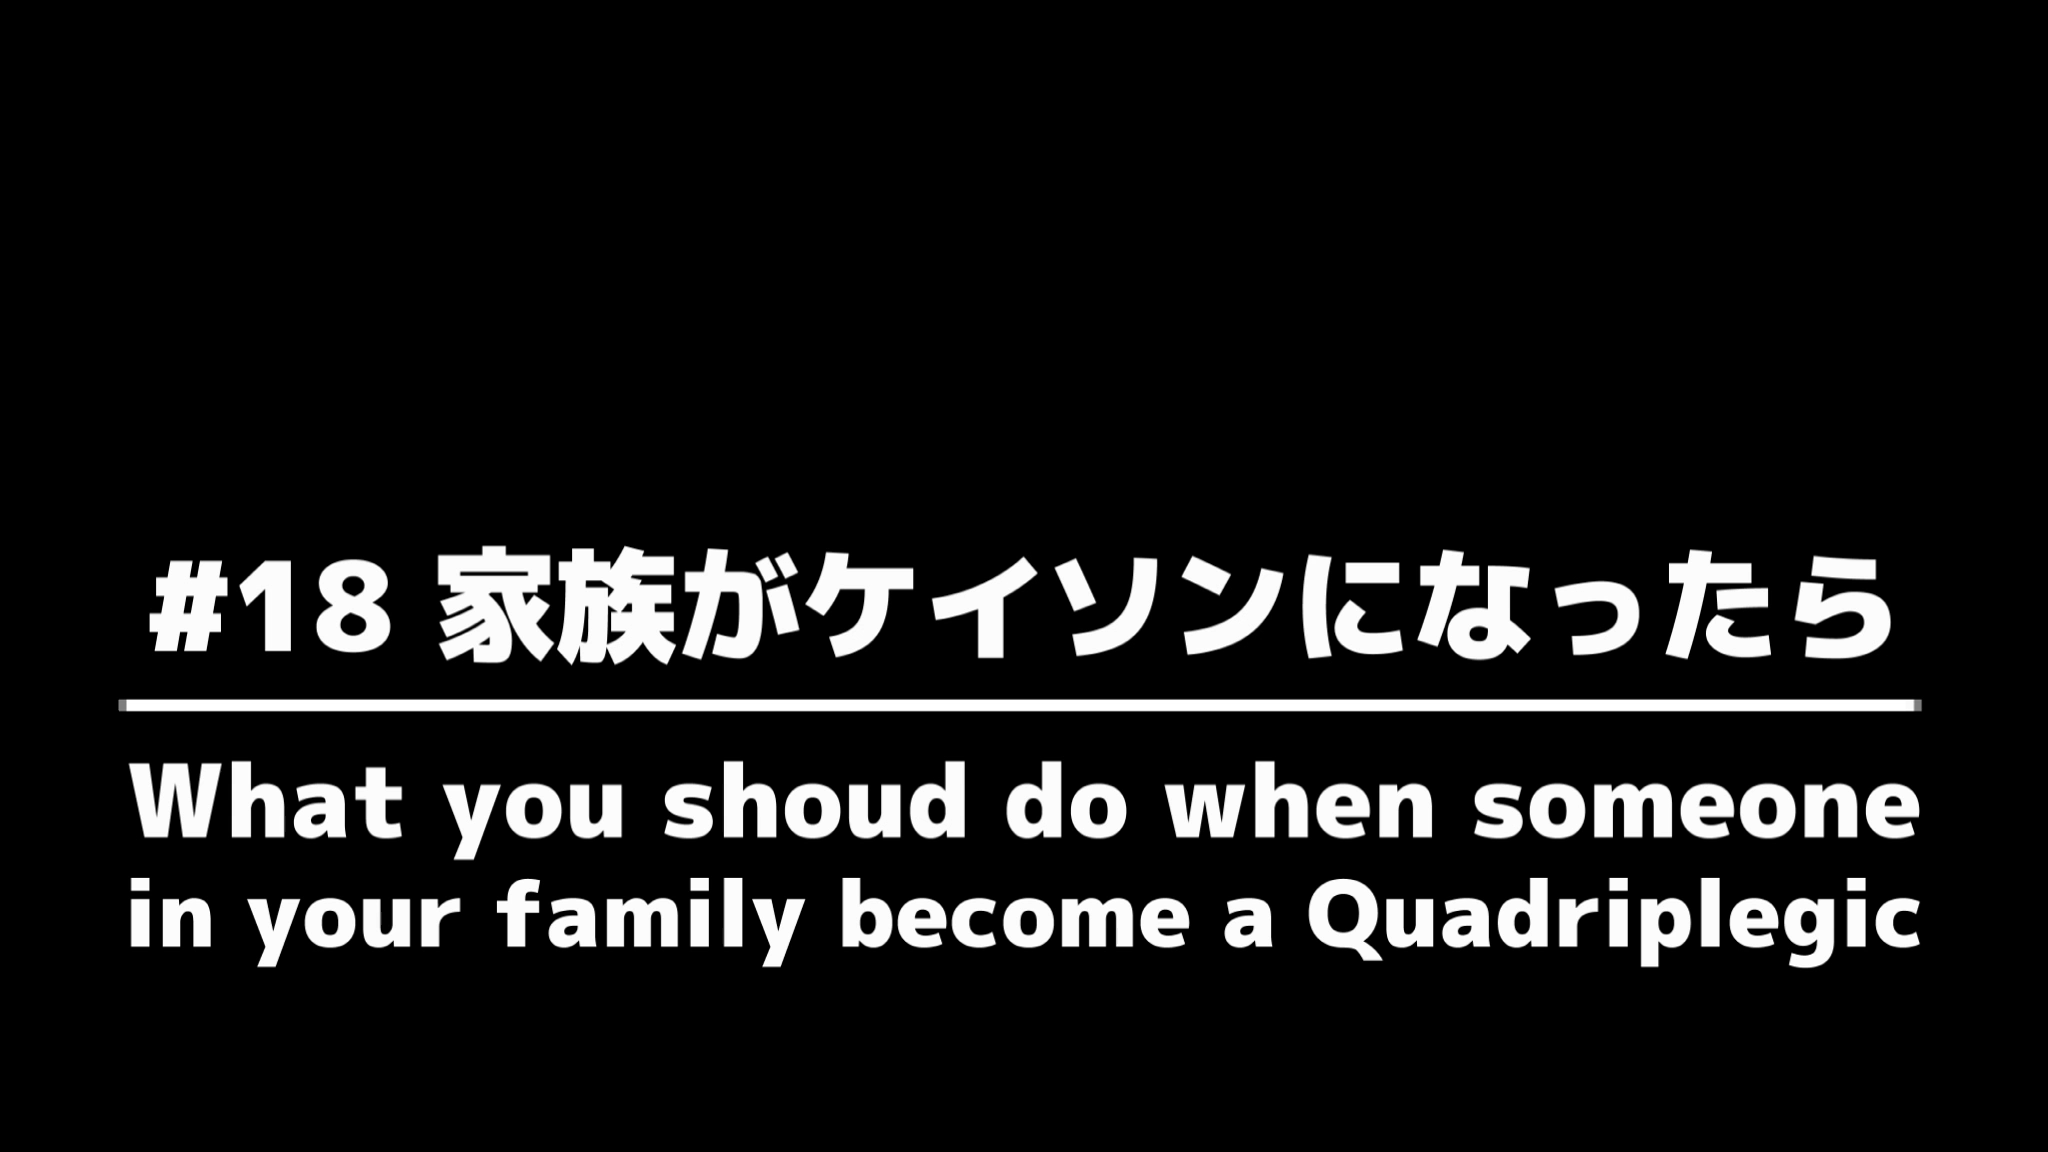 #18 家族がケイソンになったら
What you shoud do when someone
in your family become a Quadriplegic